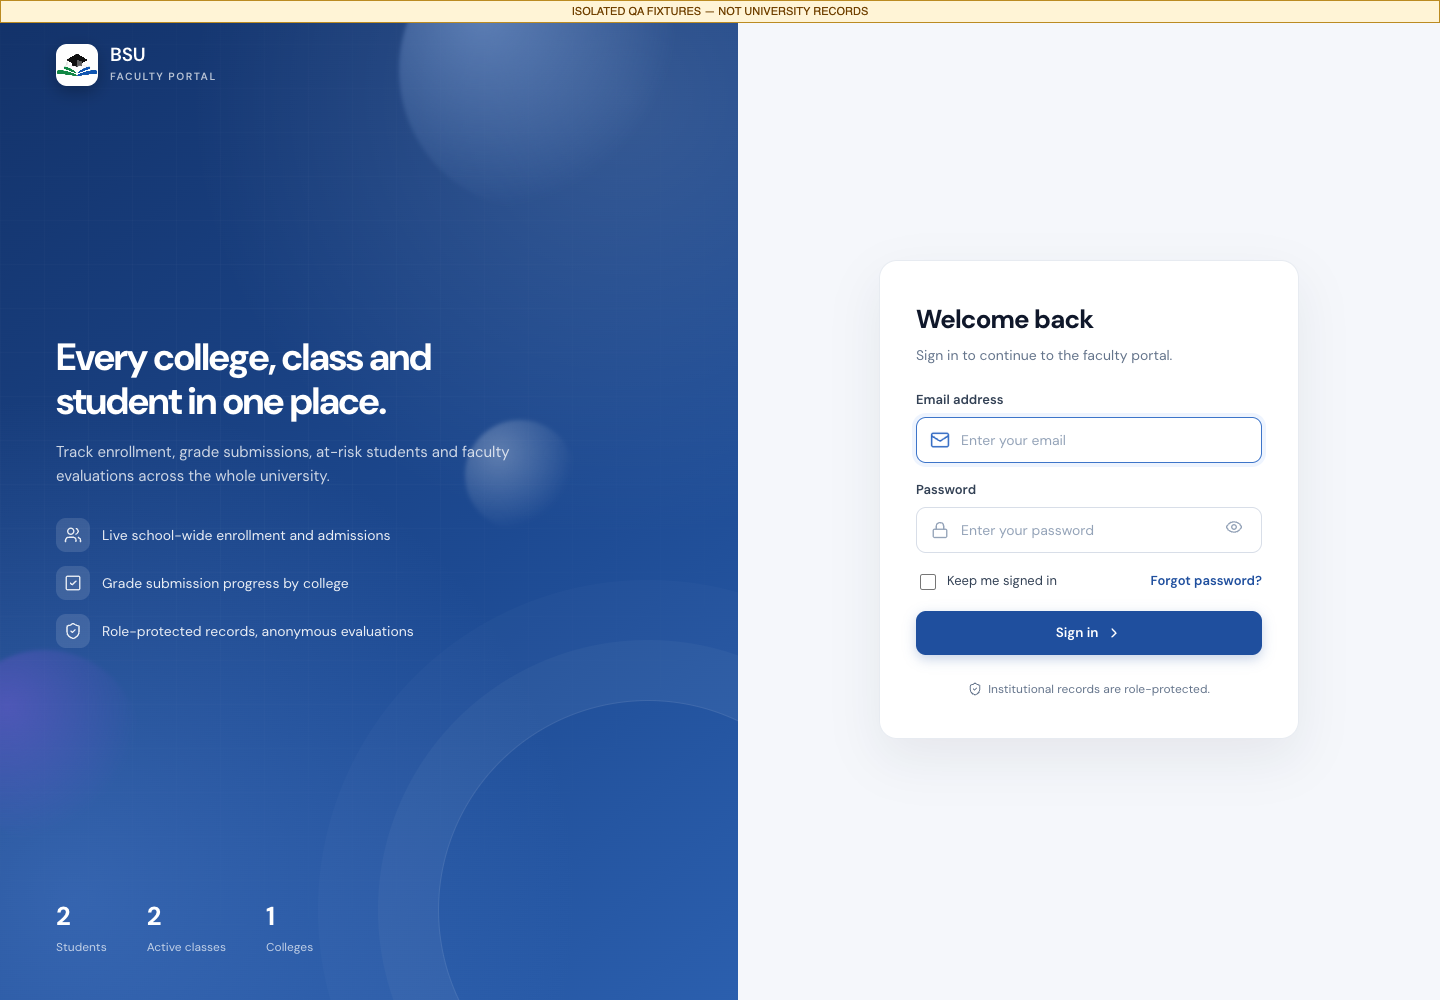 ISOLATED QA FIXTURES — NOT UNIVERSITY RECORDS
BSU
FACULTY PORTAL
Every college, class and
student in one place.
Track enrollment, grade submissions, at-risk students and faculty
evaluations across the whole university.
Live school-wide enrollment and admissions
Grade submission progress by college
Role-protected records, anonymous evaluations
2
Students
2
Active classes
1
Colleges
Welcome back
Sign in to continue to the faculty portal.
Email address
Enter your email
Password
Enter your password
Keep me signed in
Forgot password?
Sign in
Institutional records are role-protected.